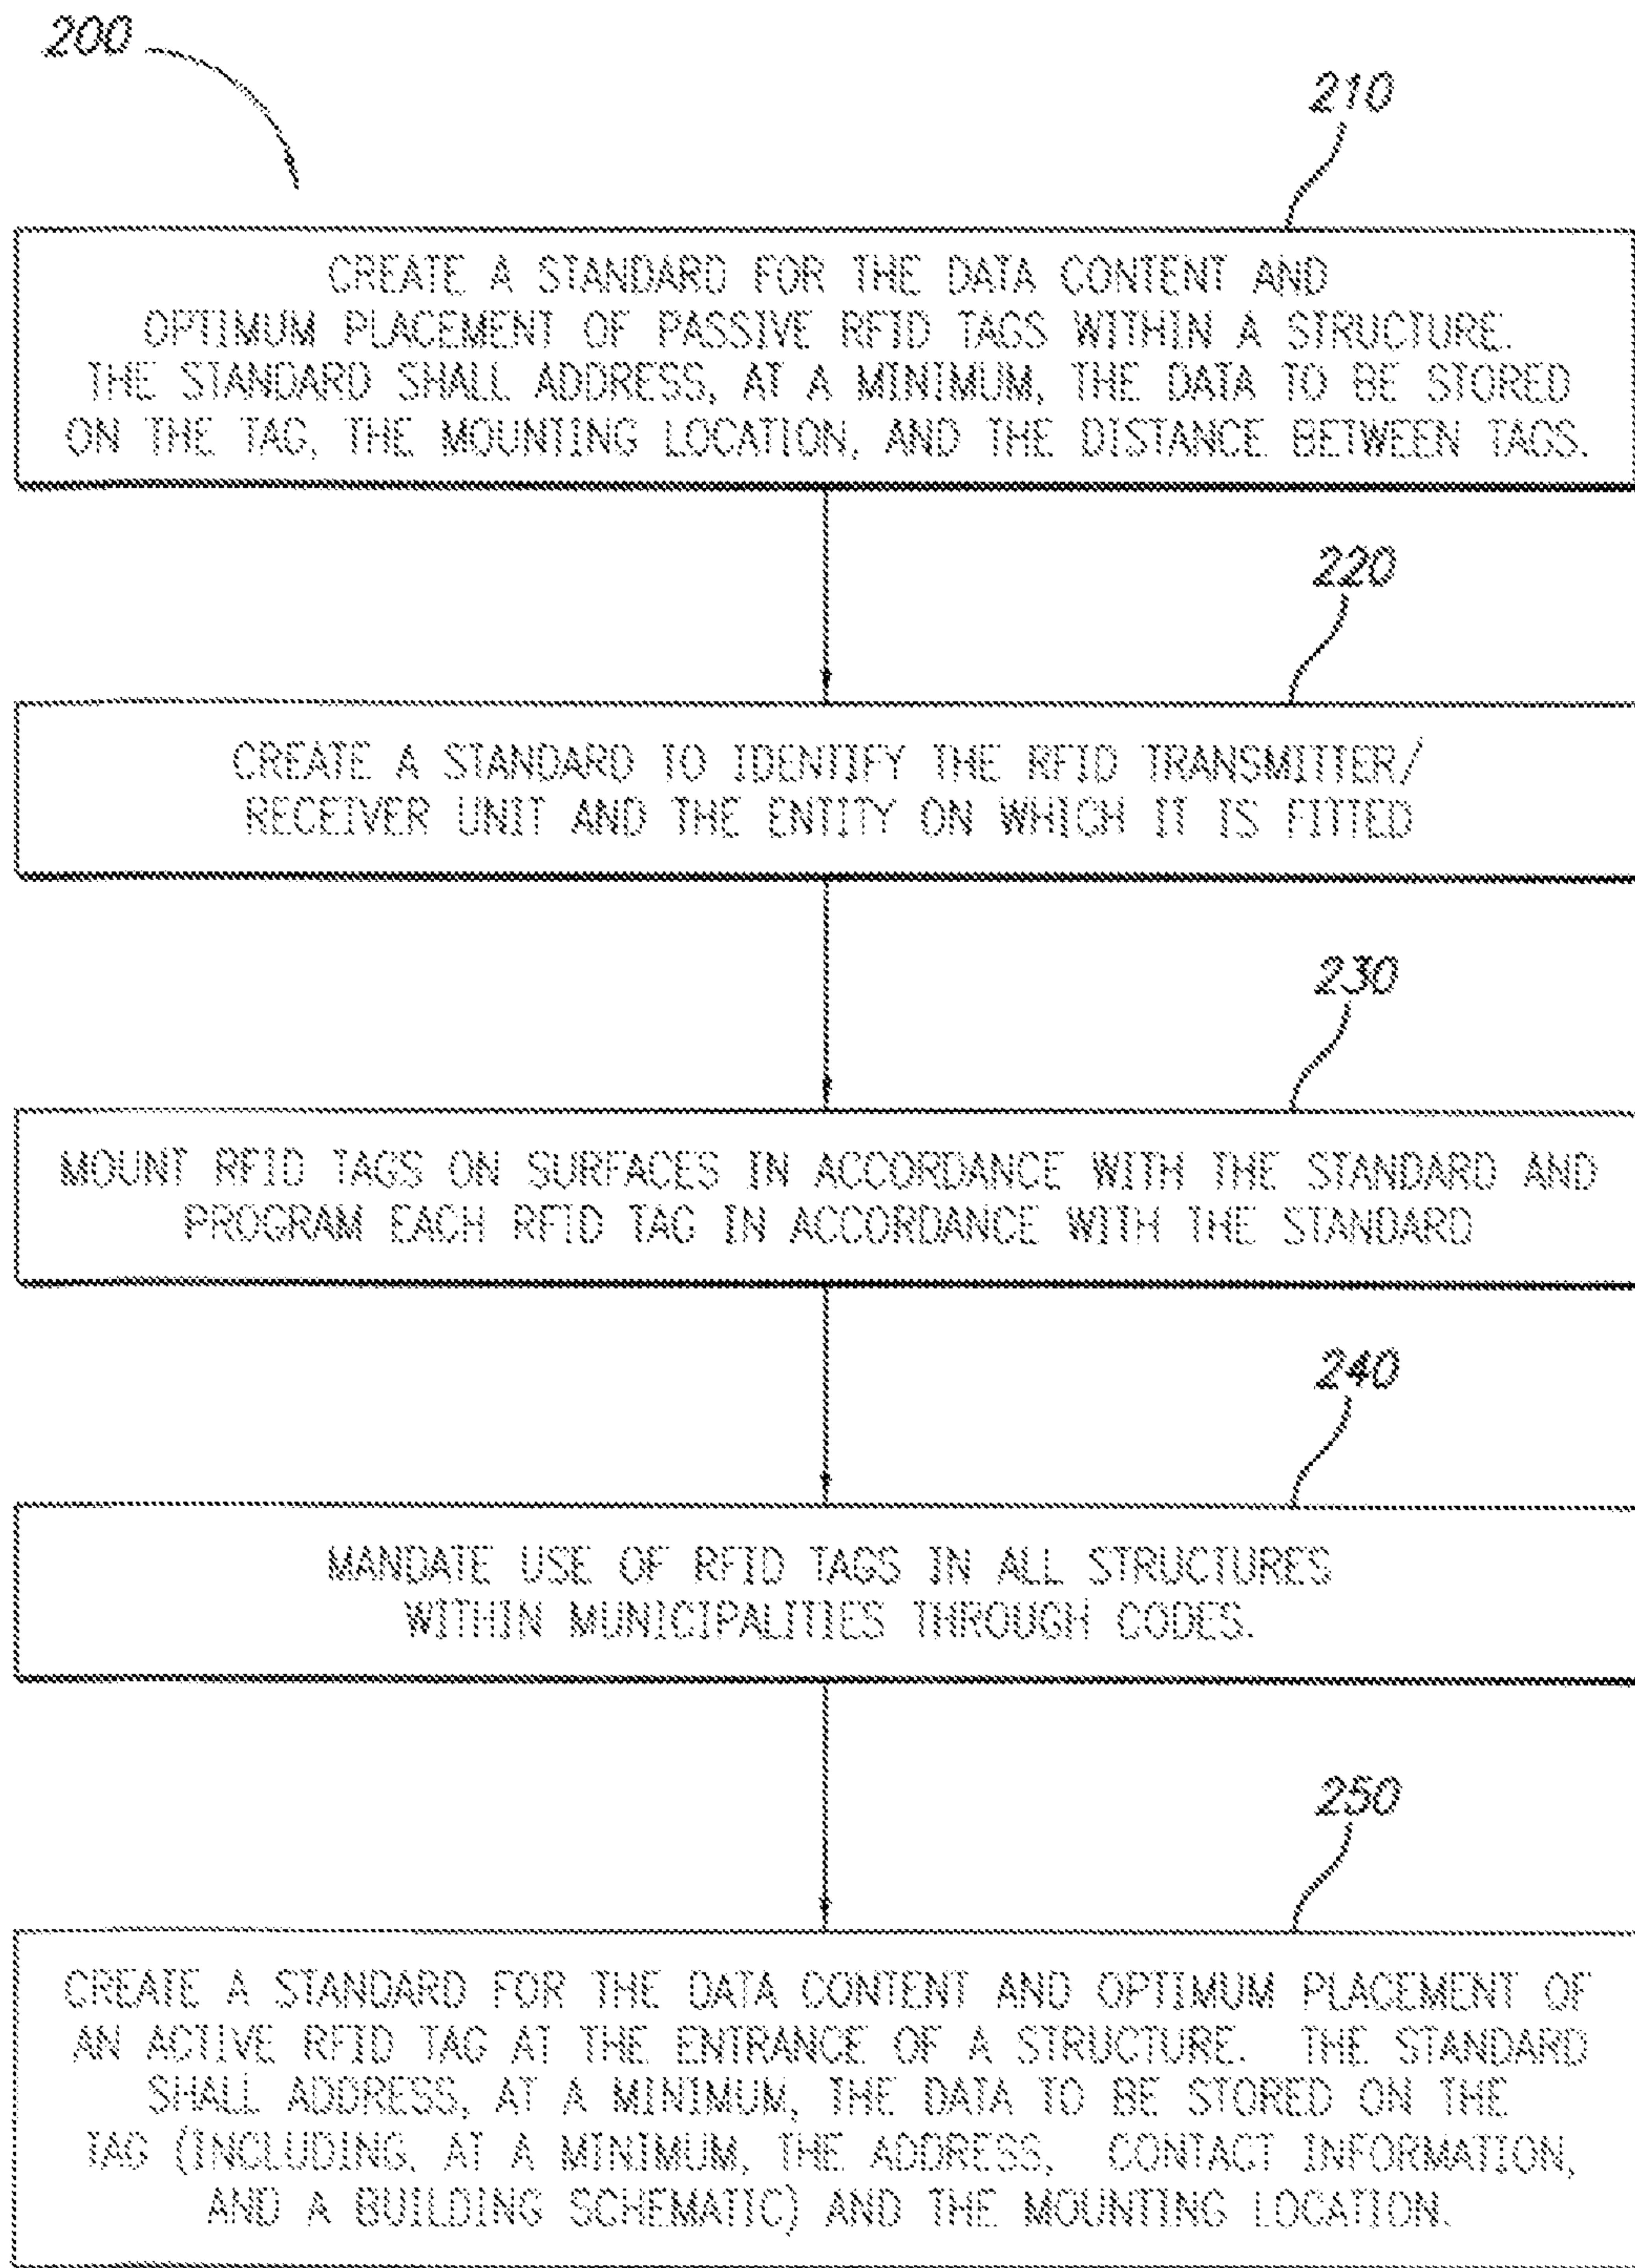 200
210
CREATE A STANDARD FOR THE DATA CONTENT AND
OPTIMUM PLACEMENT OF PASSIVE RFID TAGS WITHIN A STRUCTURE.
THE STANDARD SHALL ADDRESS, AT A MINIMUM, THE DATA TO BE STORED
ON THE TAG, THE MOUNTING LOCATION, AND THE DISTANCE BETWEEN TAGS.
220
CREATE A STANDARD TO IDENTIFY THE RFID TRANSMITTER/
RECEIVER UNIT AND THE ENTITY ON WHICH IT IS FITTED
230
MOUNT RFID TAGS ON SURFACES IN ACCORDANCE WITH THE STANDARD AND
PROGRAM EACH RFID TAG IN ACCORDANCE WITH THE STANDARD
240
MANDATE USE OF RFID TAGS IN ALL STRUCTURES
WITHIN MUNICIPALITIES THROUGH CODES.
250
CREATE A STANDARD FOR THE DATA CONTENT AND OPTIMUM PLACEMENT OF
AN ACTIVE RFID TAG AT THE ENTRANCE OF A STRUCTURE. THE STANDARD
SHALL ADDRESS, AT A MINIMUM, THE DATA TO BE STORED ON THE
TAG (INCLUDING, AT A MINIMUM, THE ADDRESS, CONTACT INFORMATION,
AND A BUILDING SCHEMATIC) AND THE MOUNTING LOCATION.